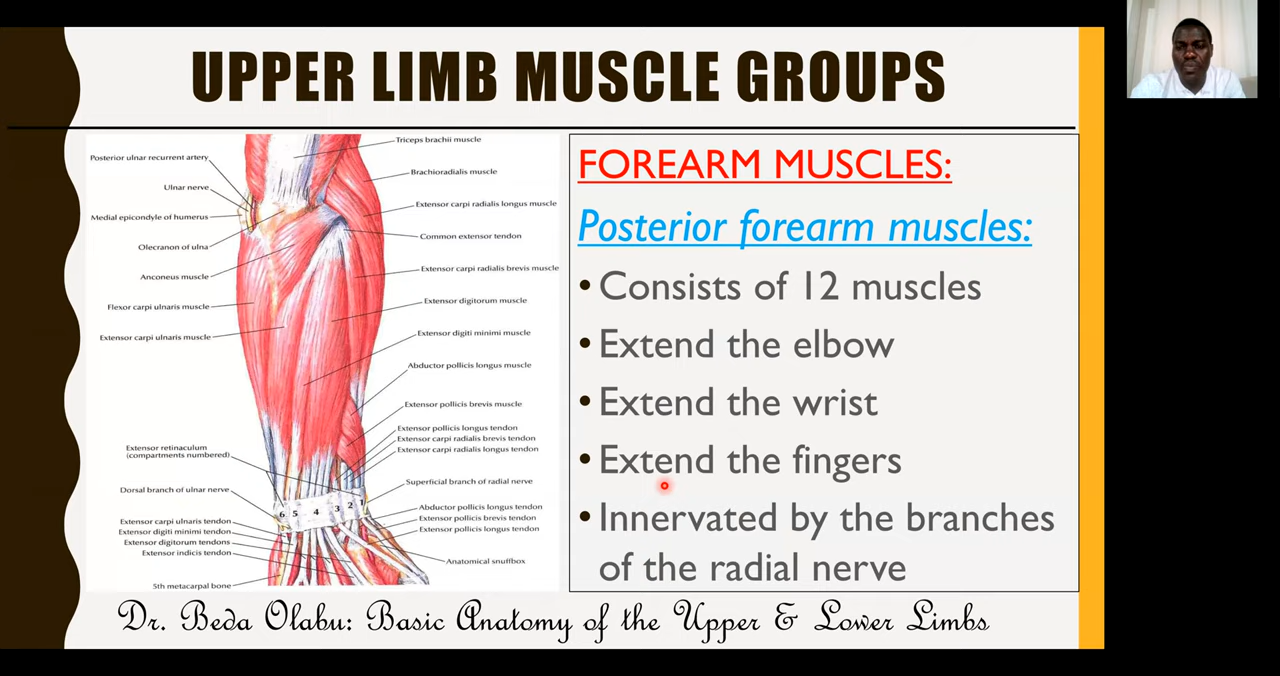 UPPER LIMB MUSCLE GROUPS
Posterior ulnar recurrent artery
Ulnar nerve
Medial epicondyle of humerus
Olecranon of ulna
Anconeus muscle
Flexor carpi ulnaris muscle
Extensor carpi ulnaris muscle
Extensor retinaculum
(compartments numbered)
Dorsal branch of ulnar nerve
Extensor carpi ulnaris tendon
Extensor digiti minimi tendon
Extensor digitorum tendons
Extensor indicis tendon
5th metacarpal bone
6 5 4 3 2 1
Triceps brachii muscle
Brachioradialis muscle
Extensor carpi radialis longus muscle
Common extensor tendon
Extensor carpi radialis brevis muscle
Extensor digitorum muscle
Extensor digiti minimi muscle
Abductor pollicis longus muscle
Extensor pollicis brevis muscle
Extensor pollicis longus tendon
Extensor carpi radialis brevis tendon
Extensor carpi radialis longus tendon
Superficial branch of radial nerve
Abductor pollicis longus tendon
Extensor pollicis brevis tendon
Extensor pollicis longus tendon
Anatomical snuffbox
FOREARM MUSCLES:
Posterior forearm muscles:
• Consists of 12 muscles
• Extend the elbow
• Extend the wrist
• Extend the fingers
• Innervated by the branches
of the radial nerve
Dr. Beda Olabu: Basic Anatomy of the Upper & Lower Limbs